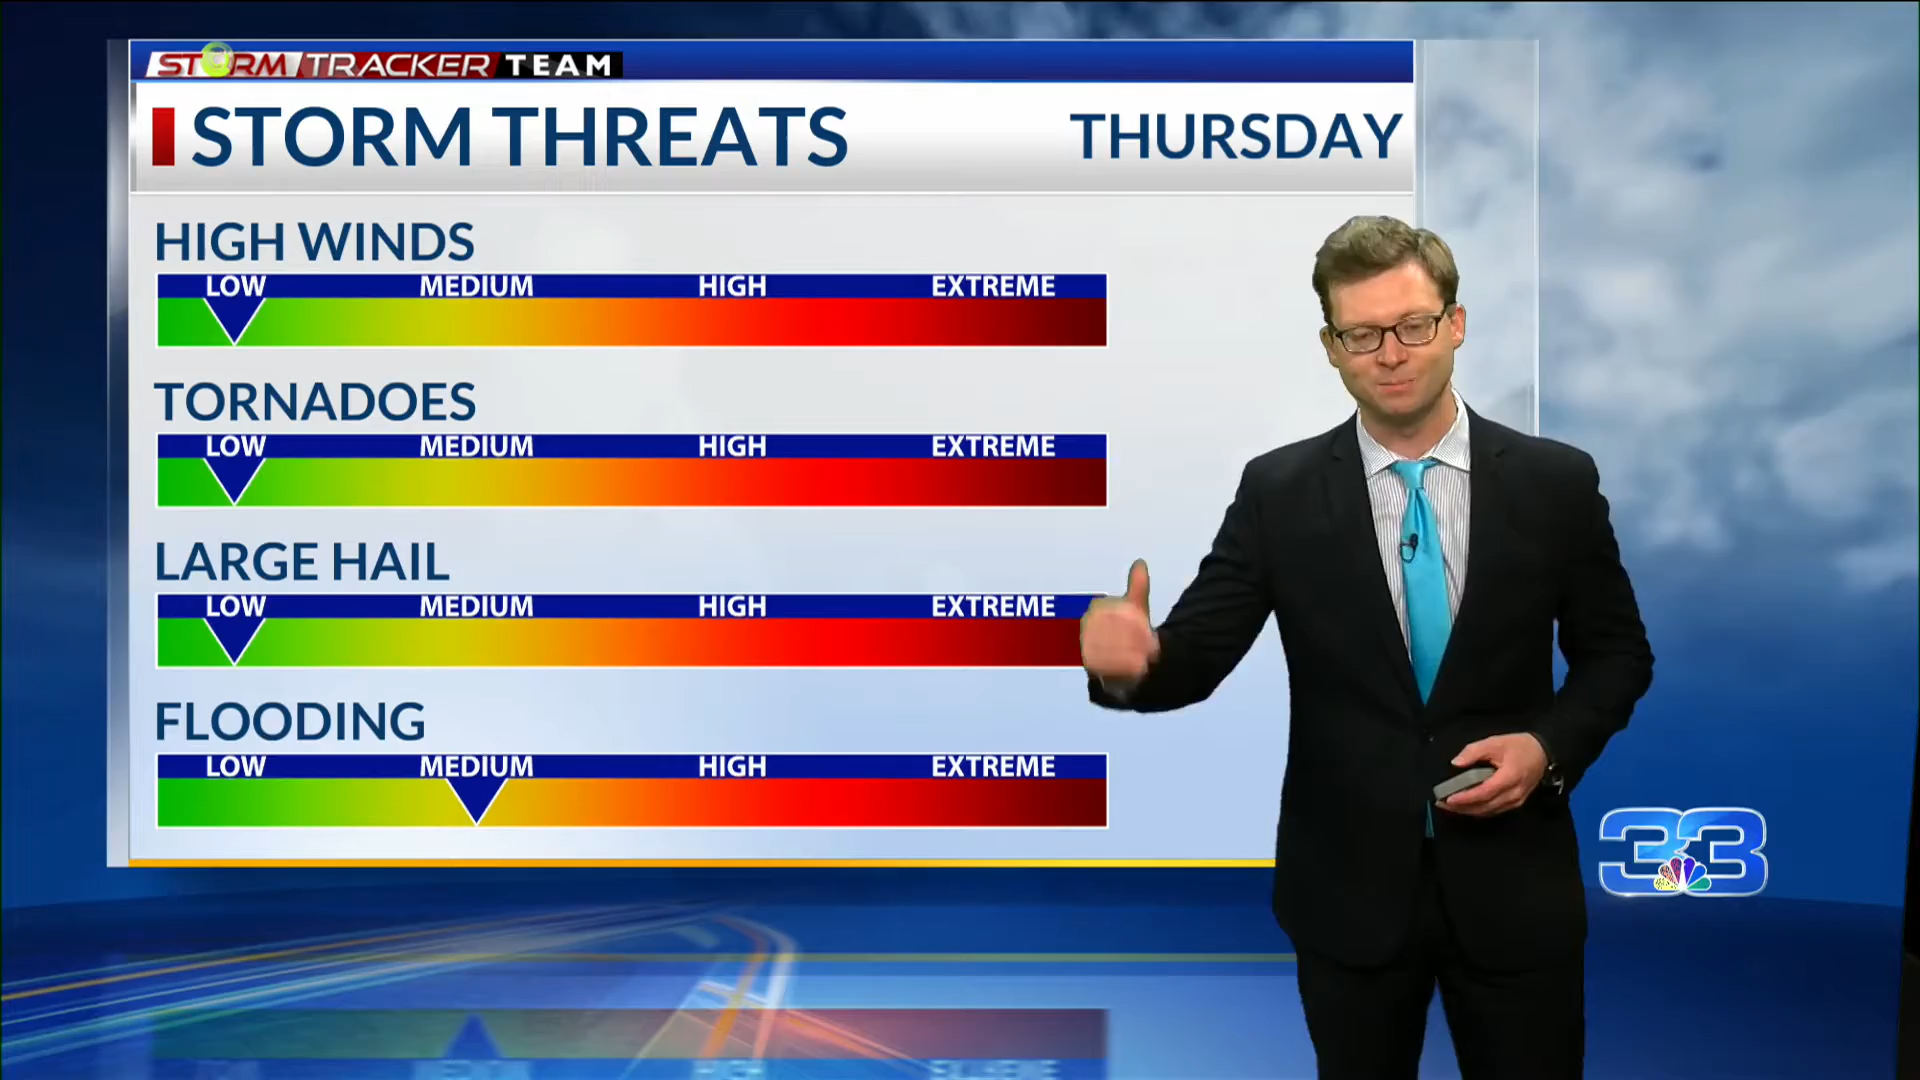 STORM TRACKER TEAM
STORM THREATS
THURSDAY
HIGH WINDS
LOW MEDIUM HIGH EXTREME
TORNADOES
LOW MEDIUM HIGH EXTREME
LARGE HAIL
LOW MEDIUM HIGH EXTREME
FLOODING
LOW MEDIUM HIGH EXTREME
33